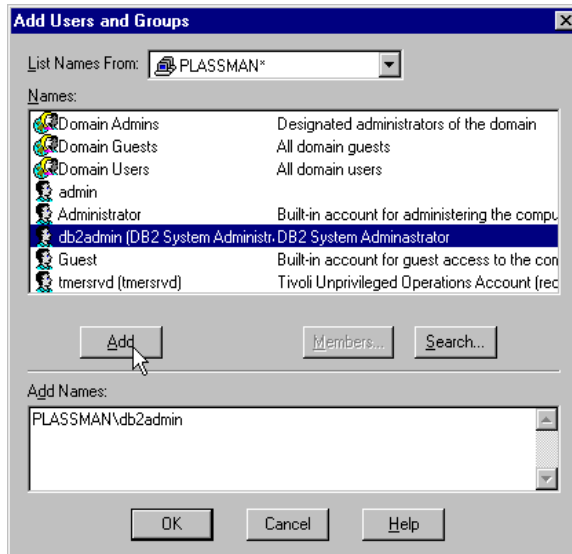 Add Users and Groups
List Names From: PLASSMAN*
Names:
Domain Admins Designated administrators of the domain
Domain Guests All domain guests
Domain Users All domain users
admin
Administrator Built-in account for administering the compu
db2admin (DB2 System Administr. DB2 System Adminastrator
Guest Built-in account for guest access to the con
tmersrvd (tmersrvd) Tivoli Unprivileged Operations Account (rec
Add Members... Search...
Add Names:
PLASSMAN\db2admin
OK Cancel Help